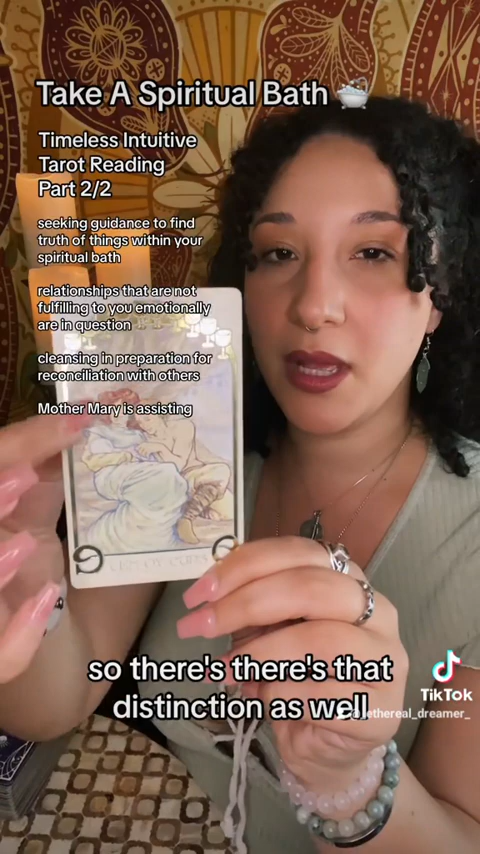 Take A Spiritual Bath 🛁
Timeless Intuitive
Tarot Reading
Part 2/2
seeking guidance to find
truth of things within your
spiritual bath
relationships that are not
fulfilling to you emotionally
are in question
cleansing in preparation for
reconciliation with others
Mother Mary is assisting
so there's there's that
distinction as well
TikTok